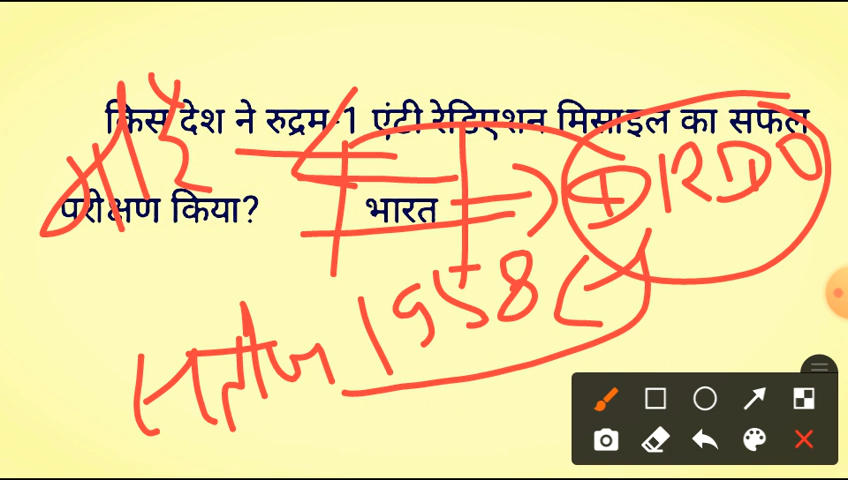 किस देश ने रुद्रम-1 एंटी रेडिएशन मिसाइल का सफल
परीक्षण किया? भारत
DRDO
1958